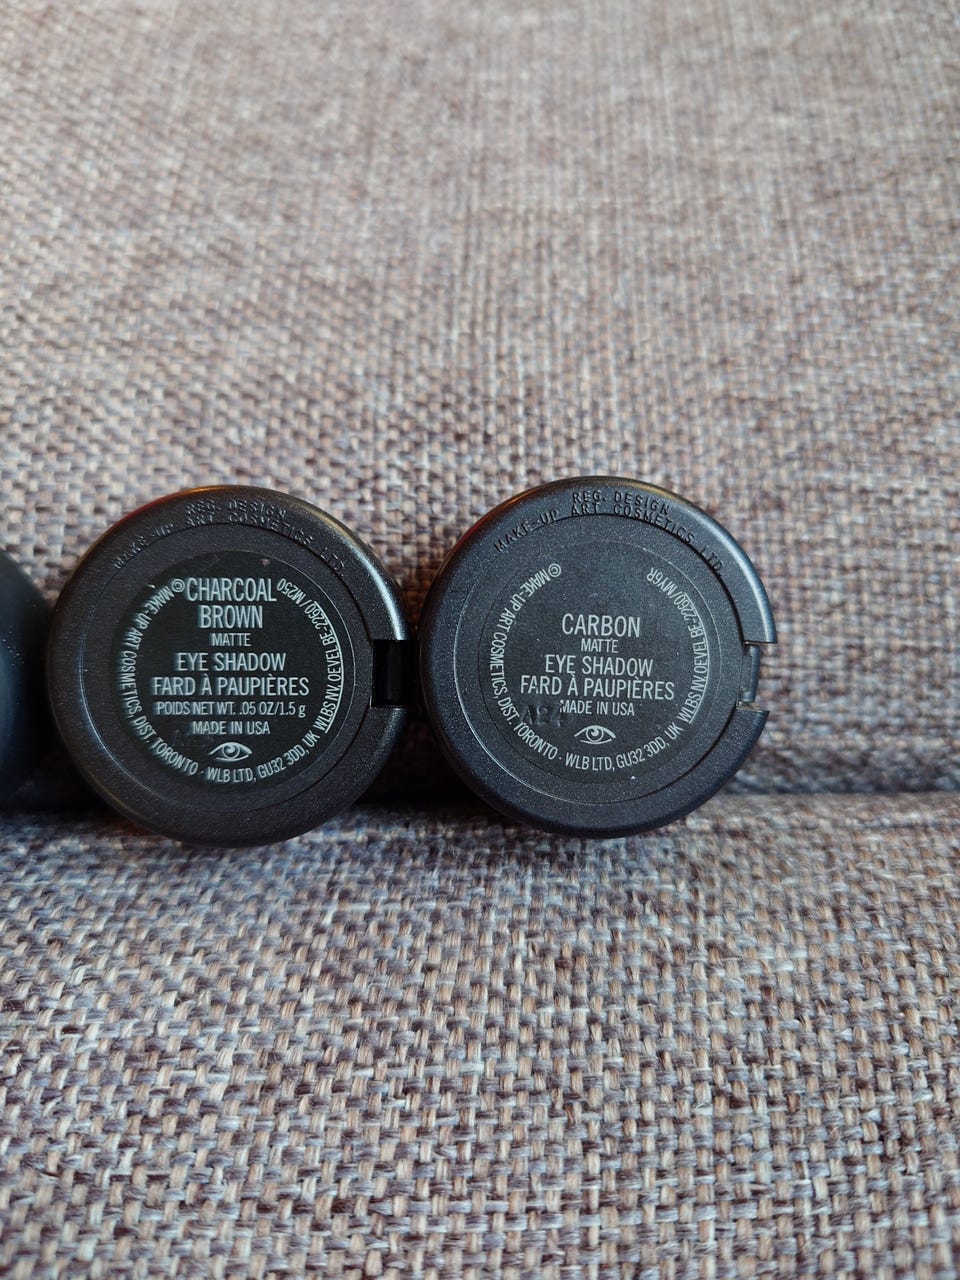 REG. DESIGN
MAKE-UP ART COSMETICS LTD.
CHARCOAL
BROWN
MATTE
EYE SHADOW
FARD À PAUPIÈRES
POIDS NET WT. .05 OZ/1.5 g
MADE IN USA
©MAKE-UP ART COSMETICS DIST TORONTO · WLB LTD, GU32 3DD, UK WLBS NV. OEVEL BE-2260 / M250
REG. DESIGN
MAKE-UP ART COSMETICS LTD.
CARBON
MATTE
EYE SHADOW
FARD À PAUPIÈRES
MADE IN USA
A24
©MAKE-UP ART COSMETICS DIST TORONTO · WLB LTD, GU32 3DD, UK WLBS NV. OEVEL BE-2260 / MY6R